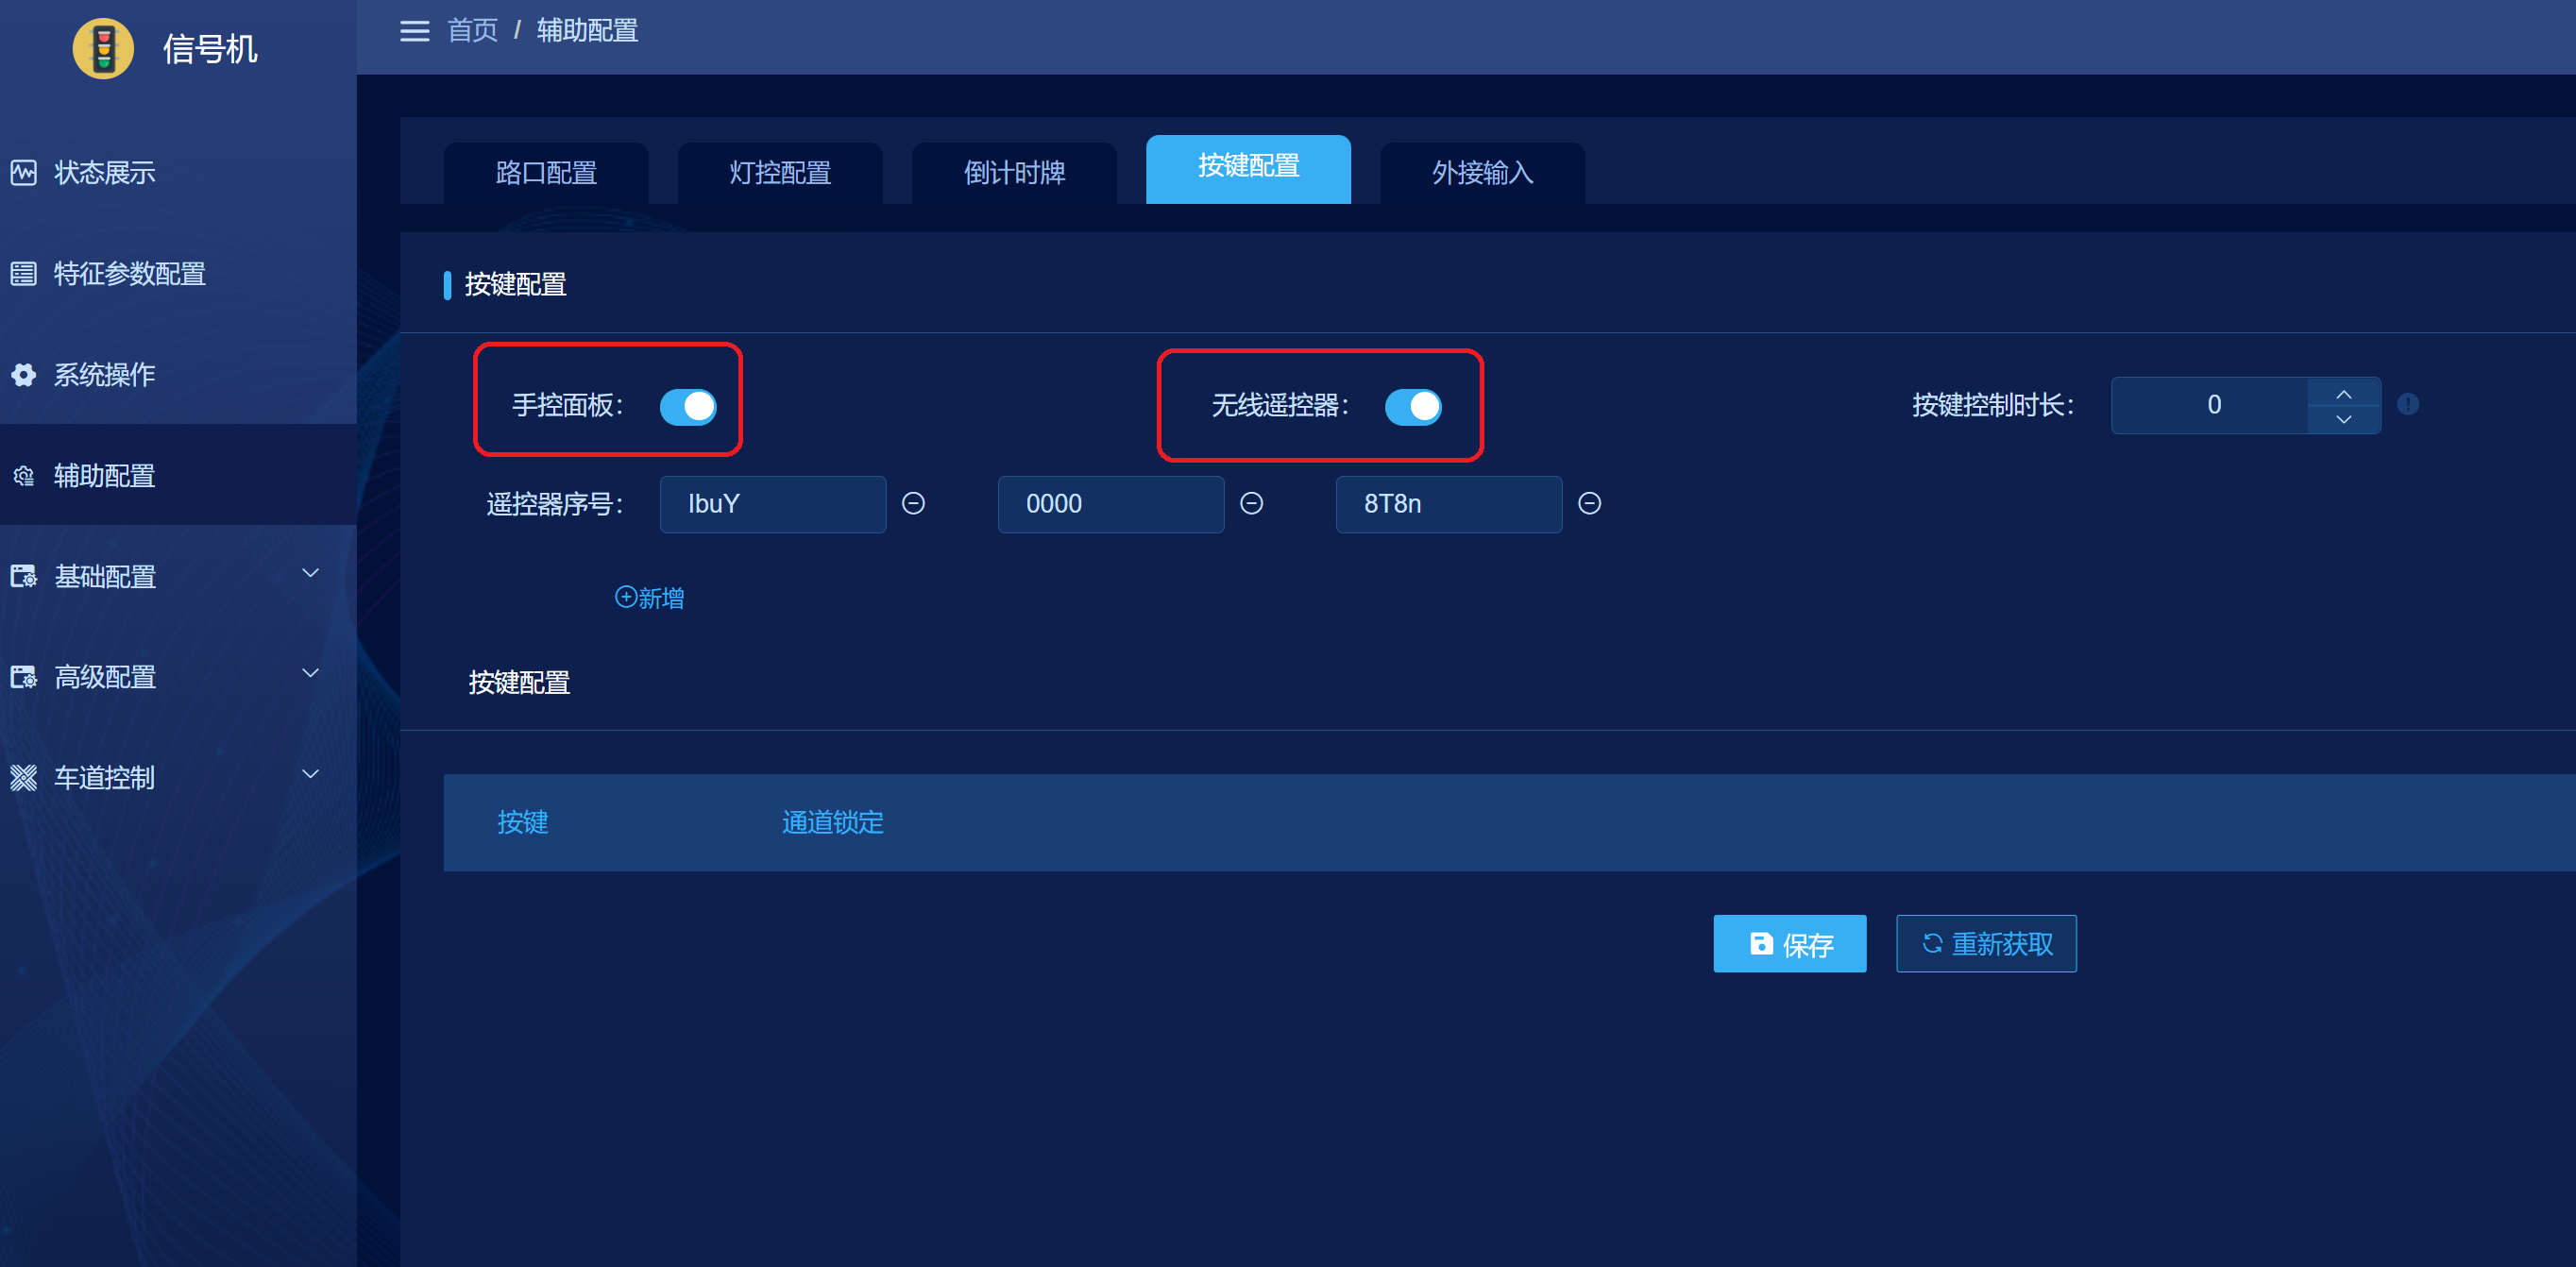 信号机
首页 / 辅助配置
状态展示
特征参数配置
系统操作
辅助配置
基础配置
高级配置
车道控制
路口配置
灯控配置
倒计时牌
按键配置
外接输入
按键配置
手控面板：
无线遥控器：
按键控制时长： 0
遥控器序号： IbuY 0000 8T8n
新增
按键配置
按键 通道锁定
保存 重新获取